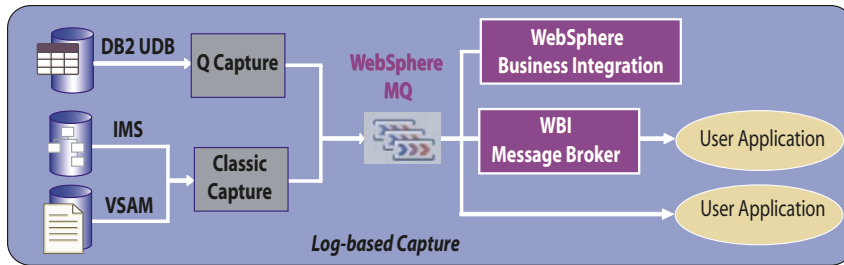 DB2 UDB
Q Capture
WebSphere
MQ
WebSphere
Business Integration
IMS
WBI
Message Broker
User Application
Classic
Capture
VSAM
User Application
Log-based Capture